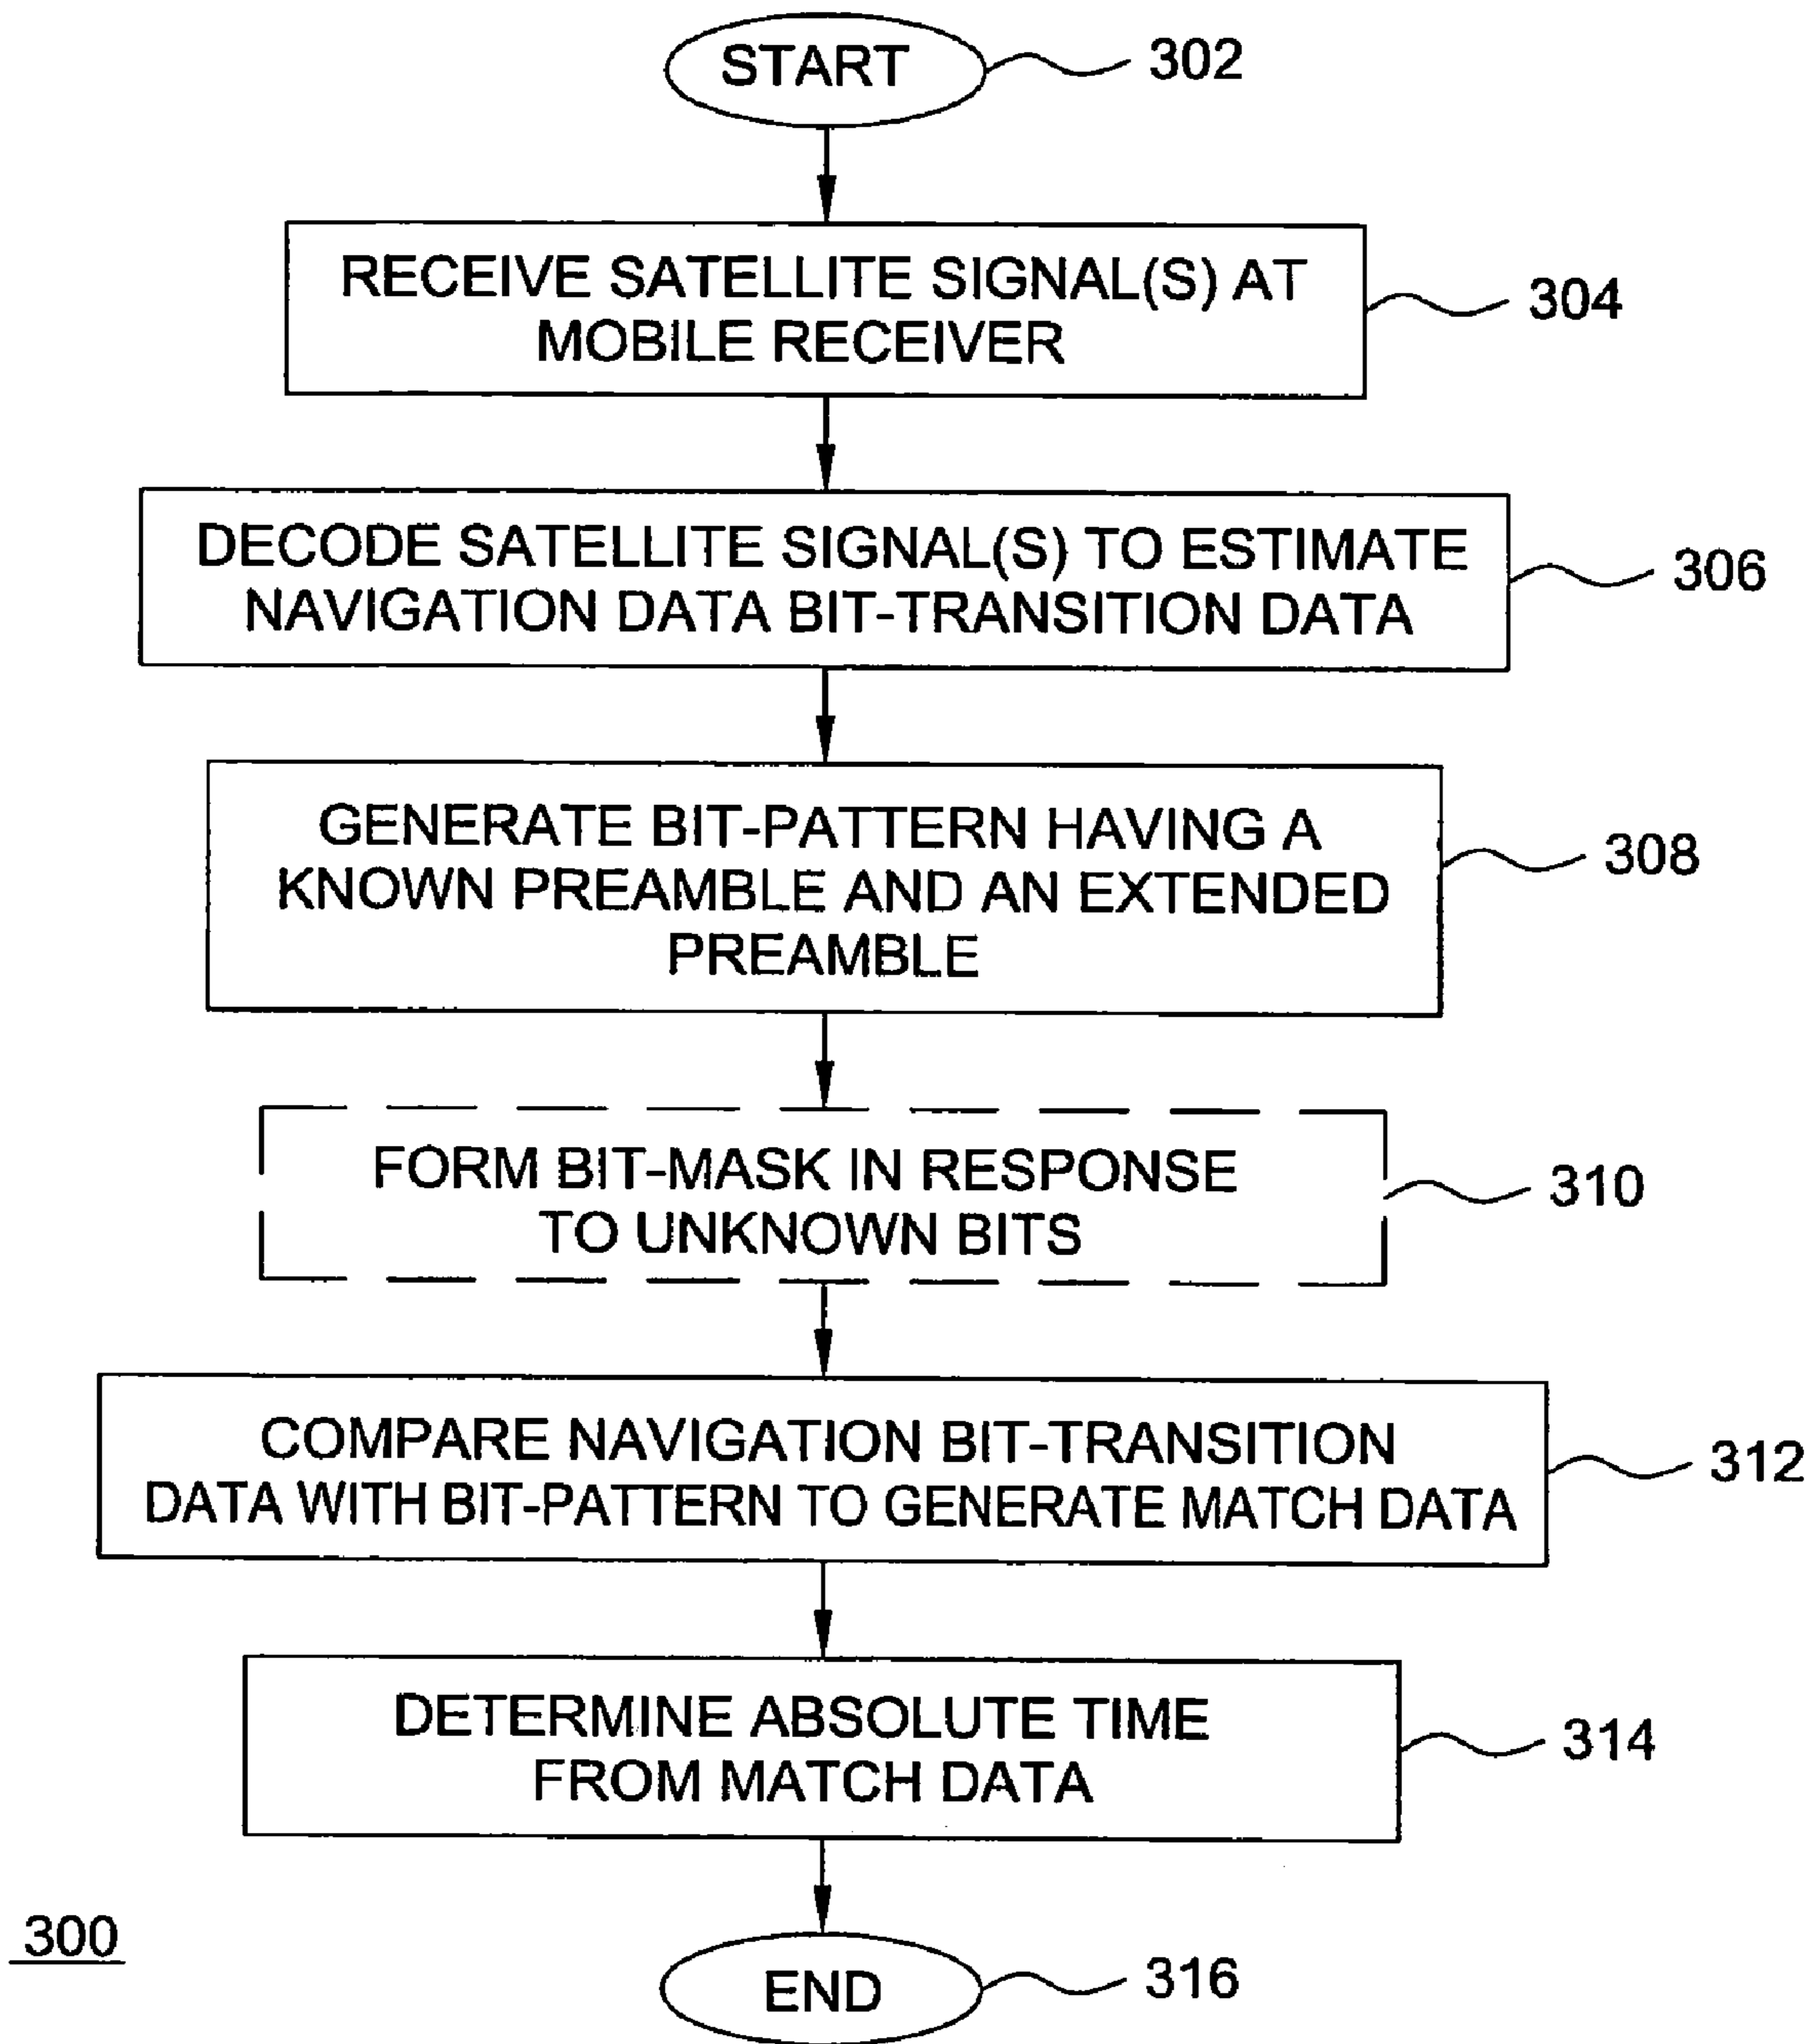 START
302
RECEIVE SATELLITE SIGNAL(S) AT
MOBILE RECEIVER
304
DECODE SATELLITE SIGNAL(S) TO ESTIMATE
NAVIGATION DATA BIT-TRANSITION DATA
306
GENERATE BIT-PATTERN HAVING A
KNOWN PREAMBLE AND AN EXTENDED
PREAMBLE
308
FORM BIT-MASK IN RESPONSE
TO UNKNOWN BITS
310
COMPARE NAVIGATION BIT-TRANSITION
DATA WITH BIT-PATTERN TO GENERATE MATCH DATA
312
DETERMINE ABSOLUTE TIME
FROM MATCH DATA
314
300
END
316